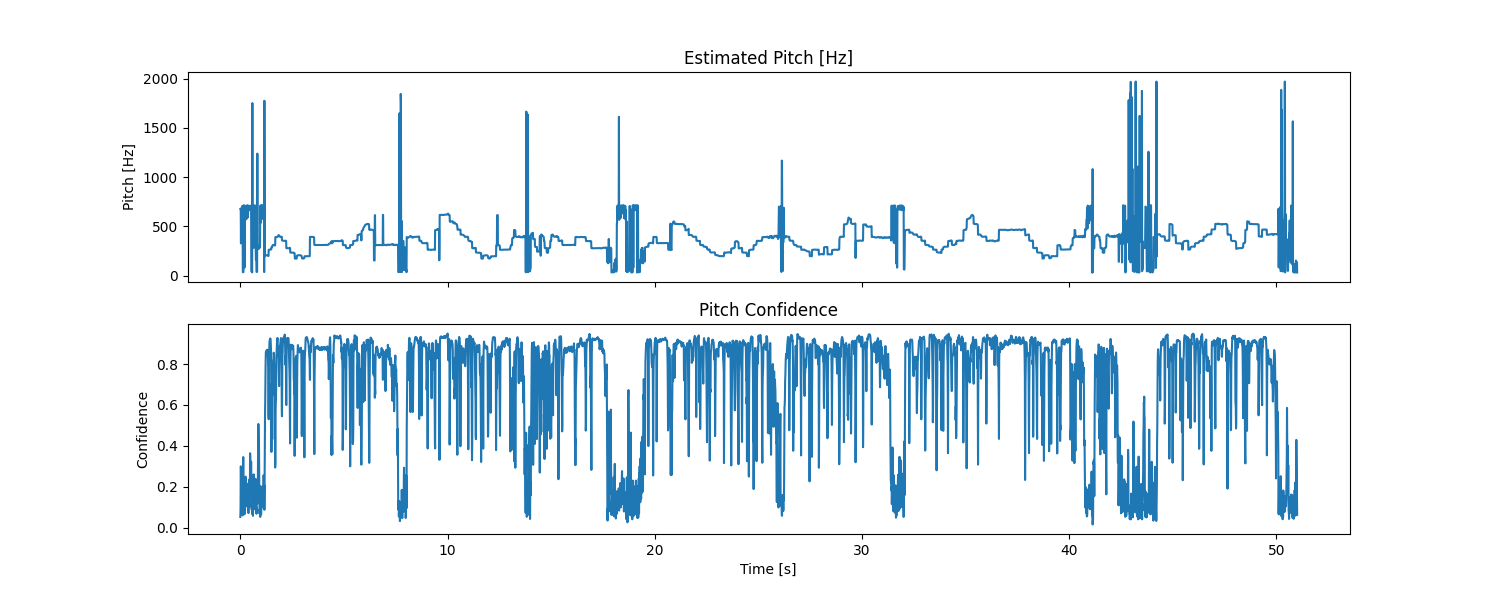 Estimated Pitch [Hz]
Pitch [Hz]
2000
1500
1000
500
0
Pitch Confidence
Confidence
0.8
0.6
0.4
0.2
0.0
0 10 20 30 40 50
Time [s]